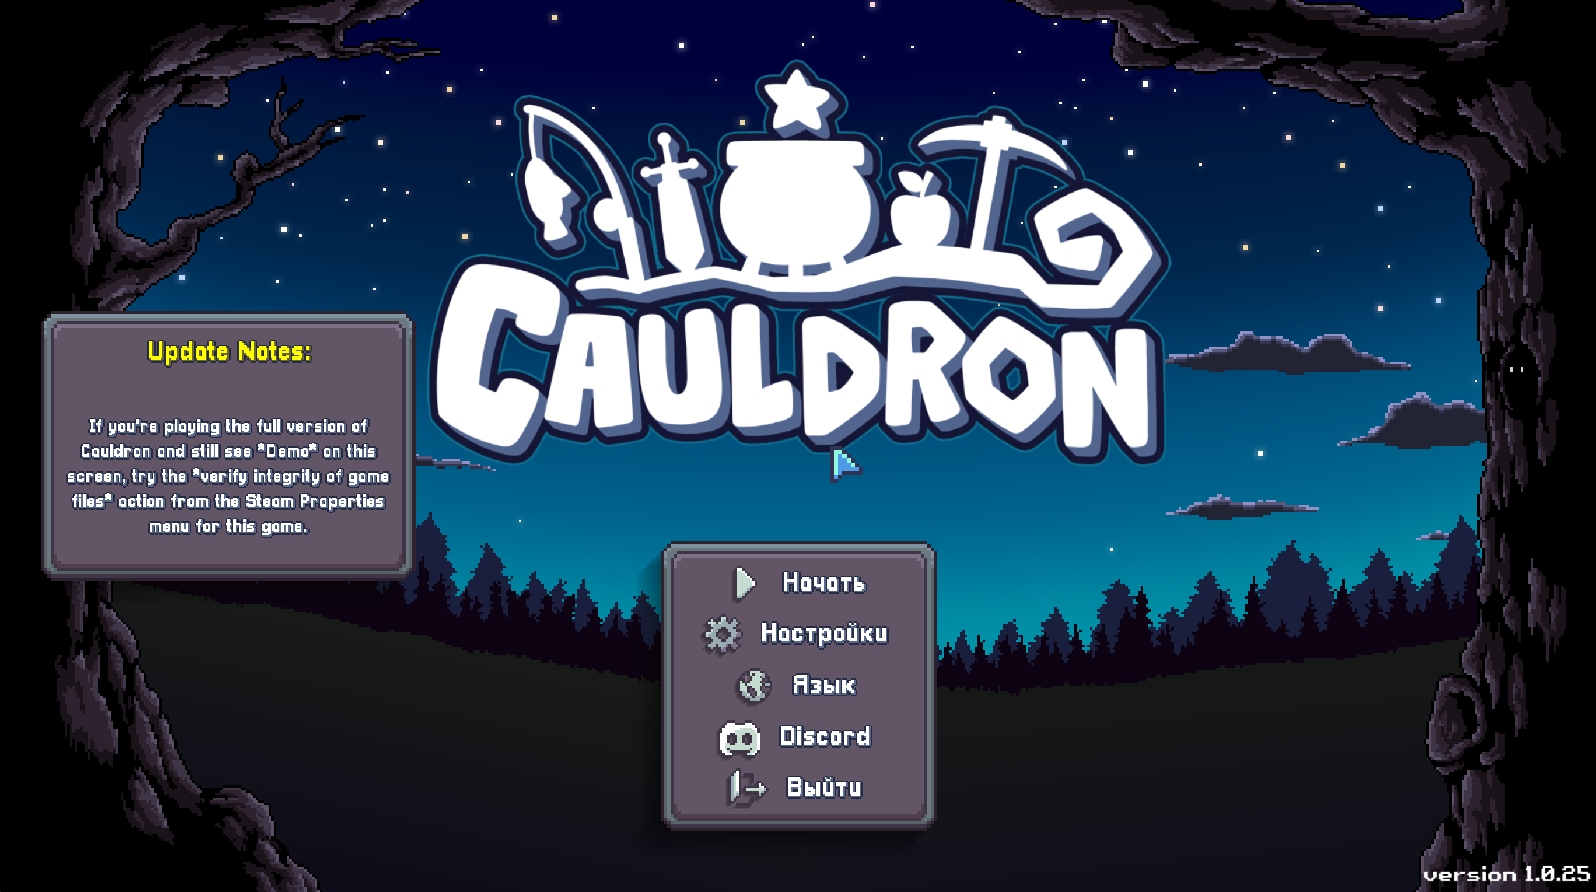 CAULDRON
Update Notes:
If you're playing the full version of
Cauldron and still see "Demo" on this
screen, try the "verify integrity of game
files" action from the Steam Properties
menu for this game.
Начать
Настройки
Язык
Discord
Выйти
version 1.0.25